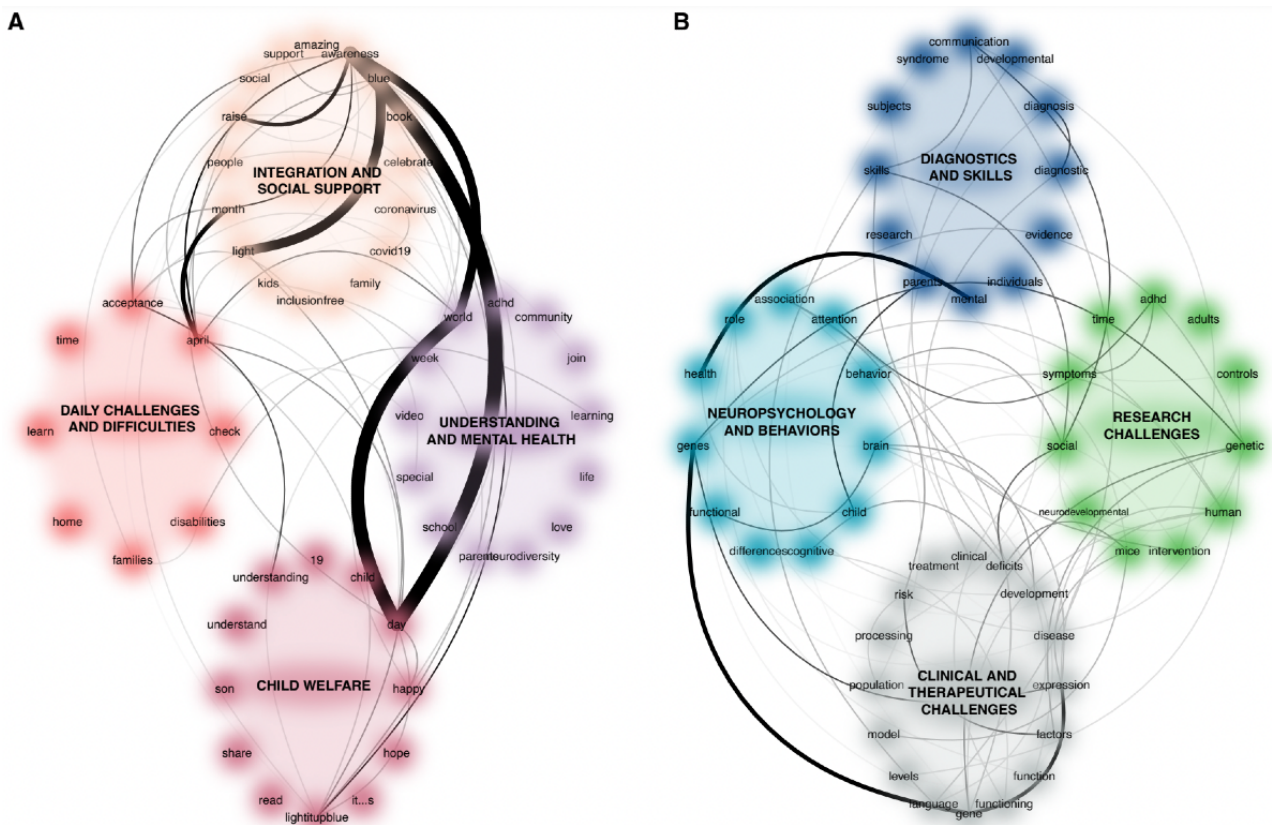 A
amazing
support
awareness
social
blue
raise
book
people
celebrate
INTEGRATION AND
SOCIAL SUPPORT
month
coronavirus
light
covid19
kids
family
inclusionfree
acceptance
time
april
DAILY CHALLENGES
AND DIFFICULTIES
learn
check
home
disabilities
families
adhd
world
community
week
join
video
learning
UNDERSTANDING
AND MENTAL HEALTH
special
life
school
love
parents
neurodiversity
19
understanding
child
understand
day
CHILD WELFARE
son
happy
share
hope
read
it...s
lightitupblue
B
communication
syndrome
developmental
subjects
diagnosis
DIAGNOSTICS
AND SKILLS
skills
diagnostic
research
evidence
parents
individuals
mental
association
role
attention
health
behavior
NEUROPSYCHOLOGY
AND BEHAVIORS
genes
brain
functional
child
differences
cognitive
adhd
time
adults
symptoms
controls
RESEARCH
CHALLENGES
social
genetic
neurodevelopmental
human
mice
intervention
clinical
treatment
deficits
risk
development
processing
disease
population
expression
CLINICAL AND
THERAPEUTICAL
CHALLENGES
model
factors
levels
function
language
functioning
gene